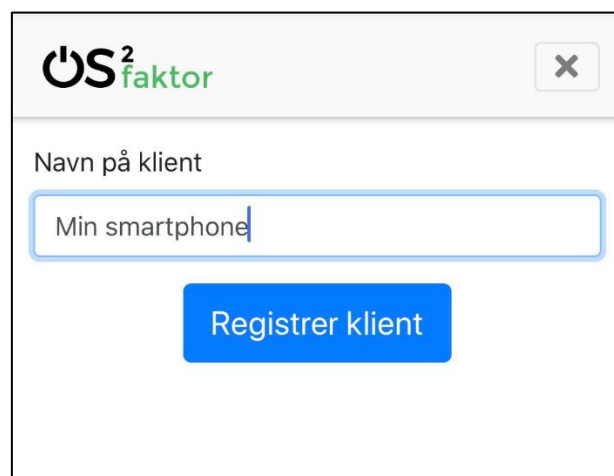 OS2faktor
Navn på klient
Min smartphone
Registrer klient